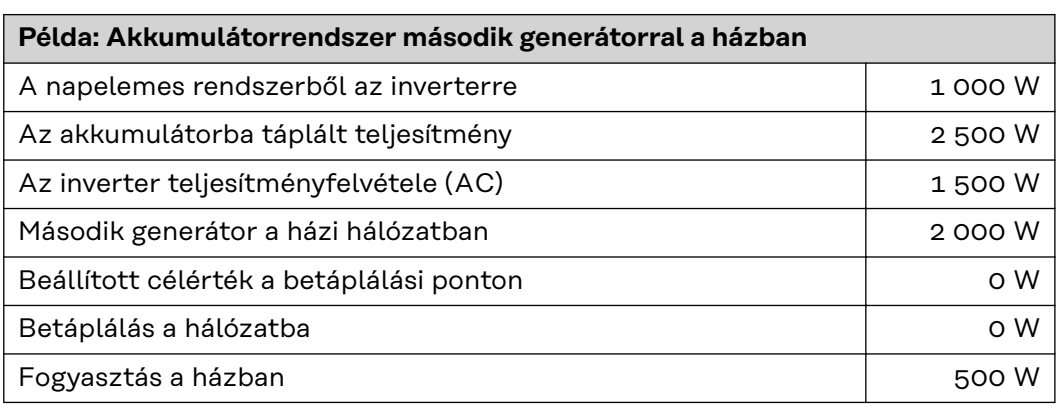 Példa: Akkumulátorrendszer második generátorral a házban
A napelemes rendszerből az inverterre 1 000 W
Az akkumulátorba táplált teljesítmény 2 500 W
Az inverter teljesítményfelvétele (AC) 1 500 W
Második generátor a házi hálózatban 2 000 W
Beállított célérték a betáplálási ponton 0 W
Betáplálás a hálózatba 0 W
Fogyasztás a házban 500 W